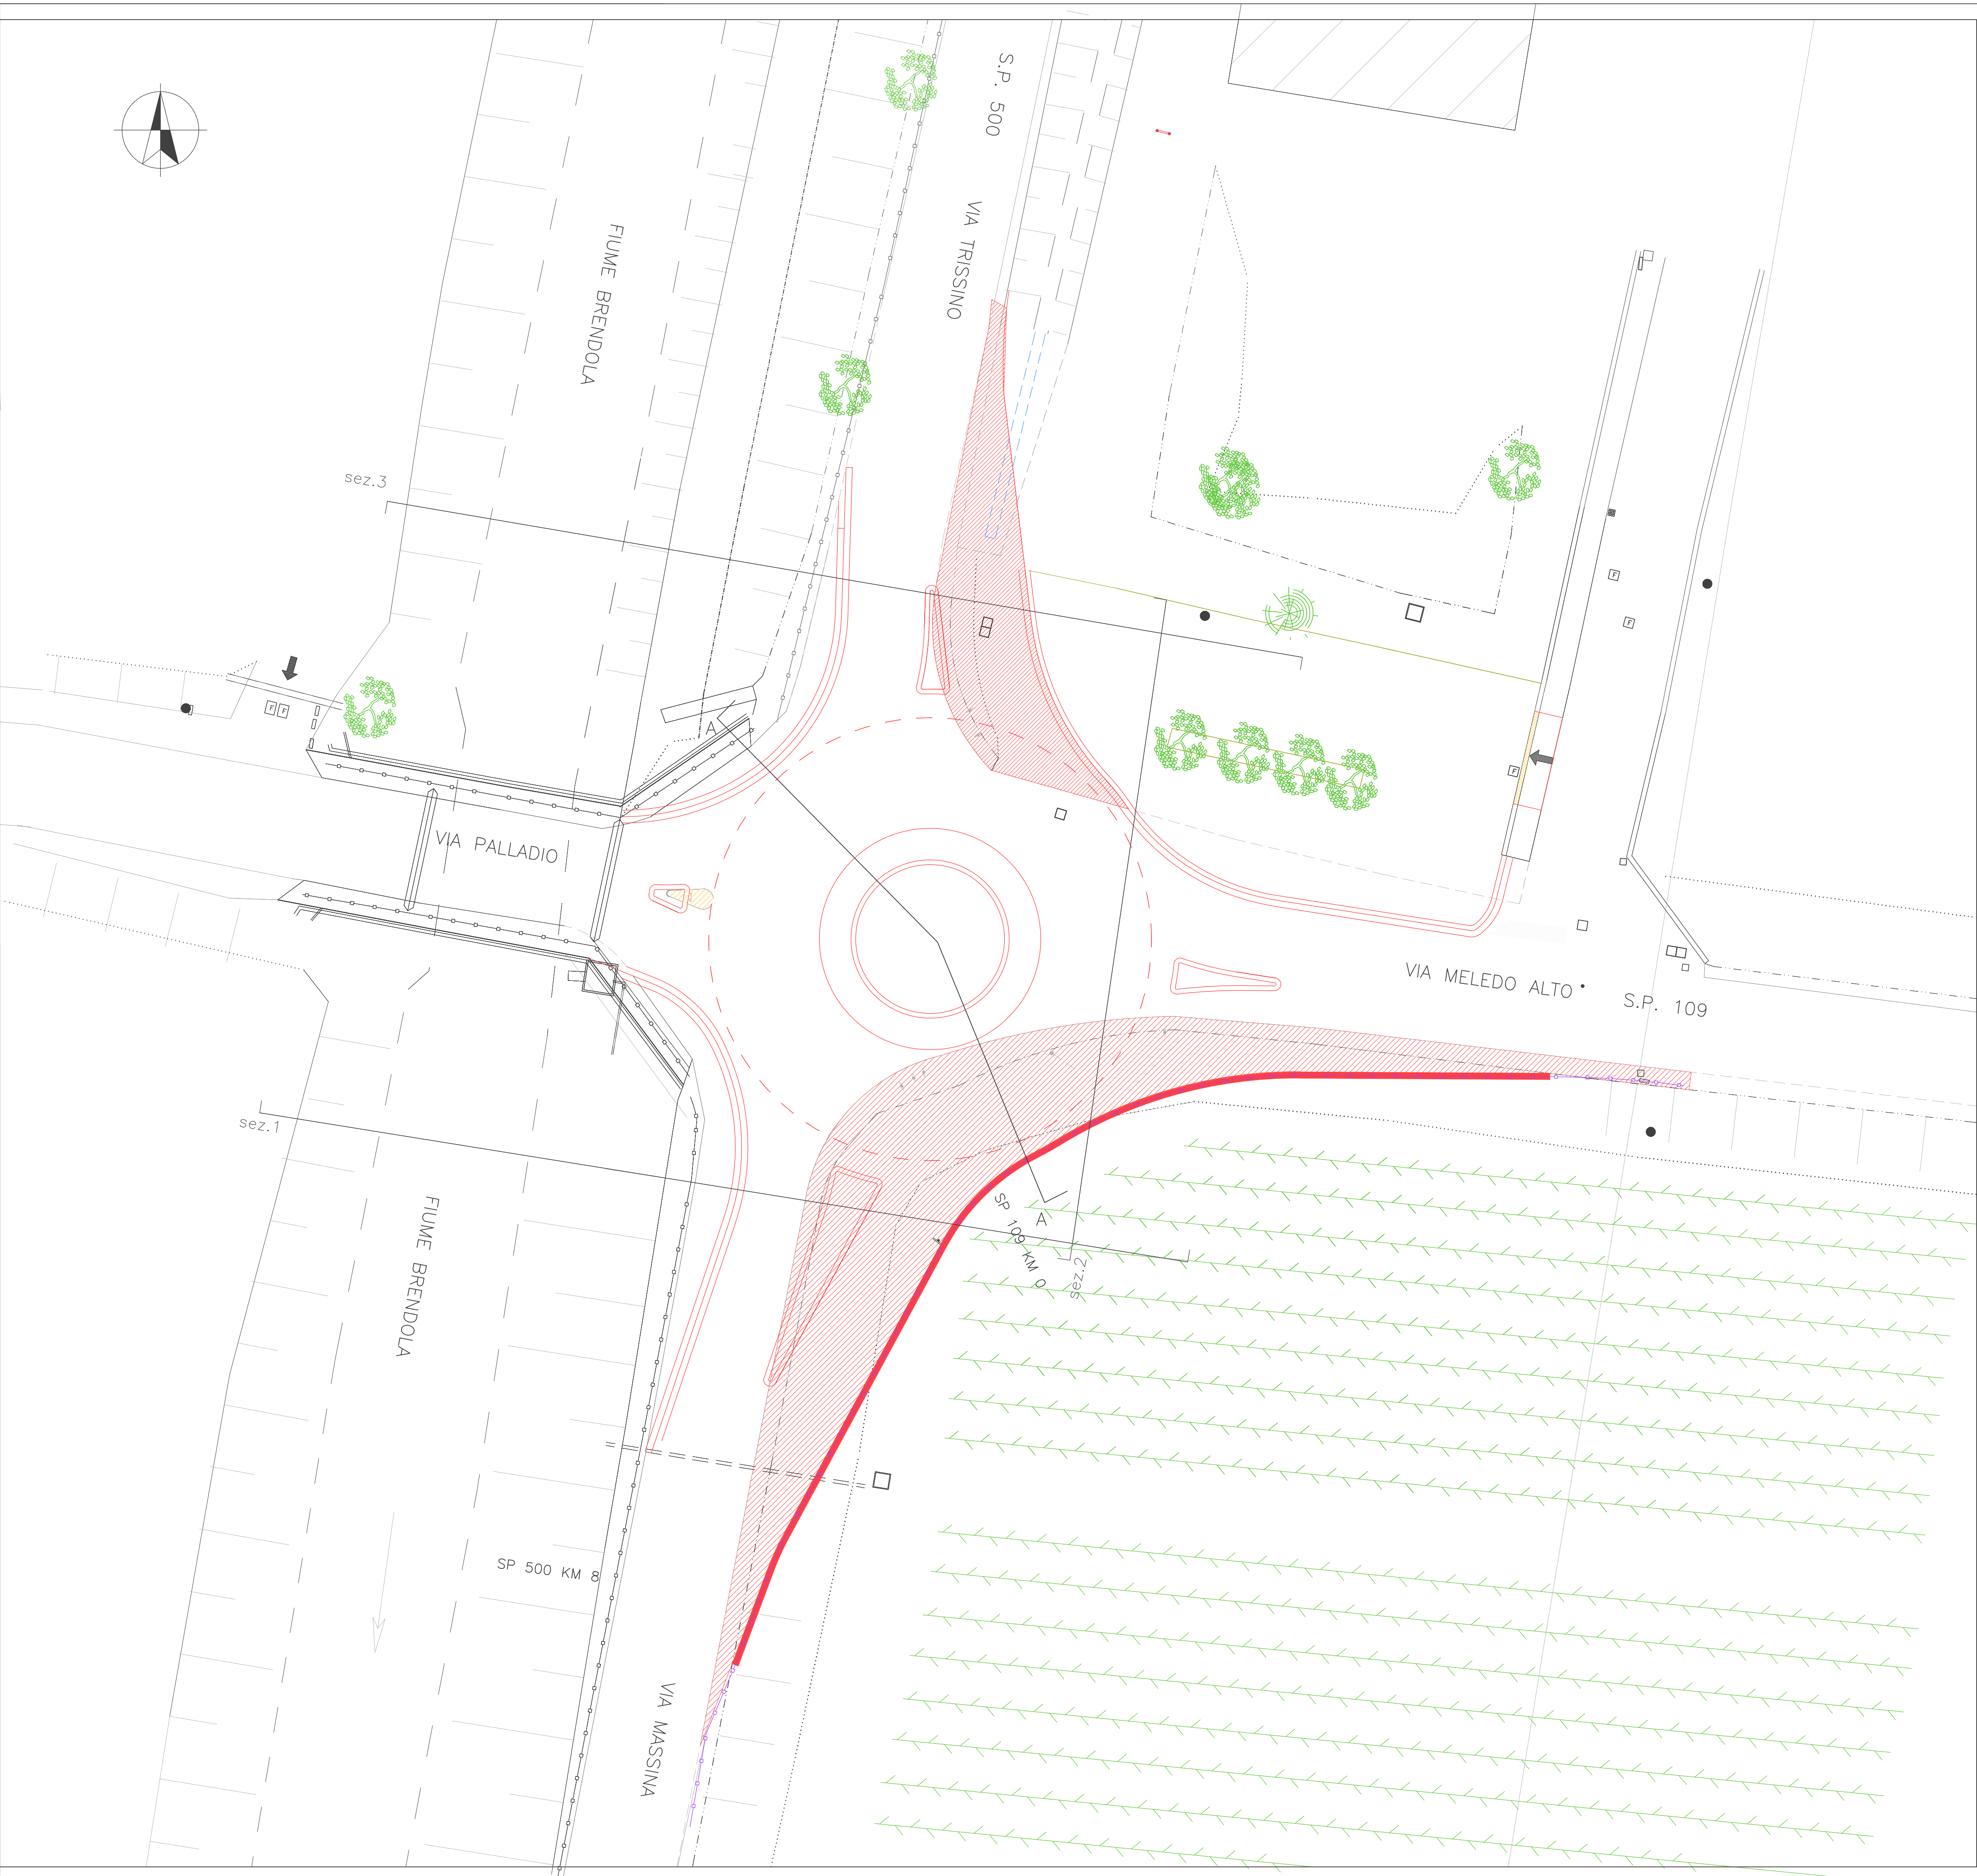 S.P. 500
VIA TRISSINO
FIUME BRENDOLA
sez.3
F
F
F
F
F
A
VIA PALLADIO
VIA MELEDO ALTO
S.P. 109
sez.1
A
SP 109 KM 0
sez.2
FIUME BRENDOLA
SP 500 KM 8
VIA MASSINA